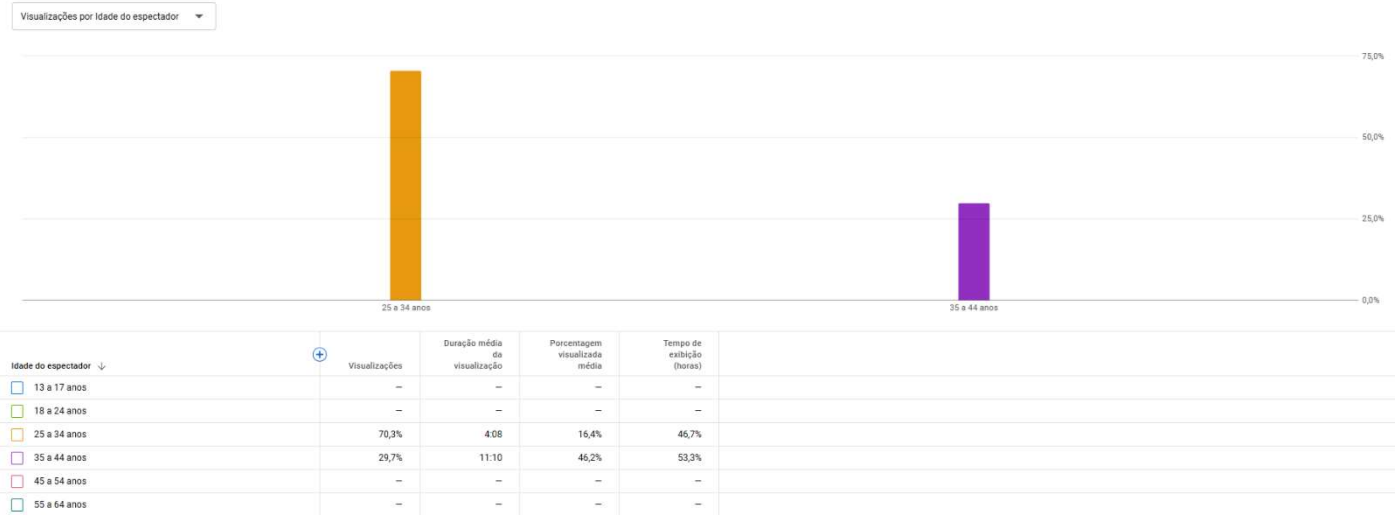 Visualizações por Idade do espectador
75,0%
50,0%
25,0%
0,0%
25 a 34 anos
35 a 44 anos
Idade do espectador
Visualizações
Duração média
da
visualização
Porcentagem
visualizada
média
Tempo de
exibição
(horas)
13 a 17 anos — — — —
18 a 24 anos — — — —
25 a 34 anos 70,3% 4:08 16,4% 46,7%
35 a 44 anos 29,7% 11:10 46,2% 53,3%
45 a 54 anos — — — —
55 a 64 anos — — — —